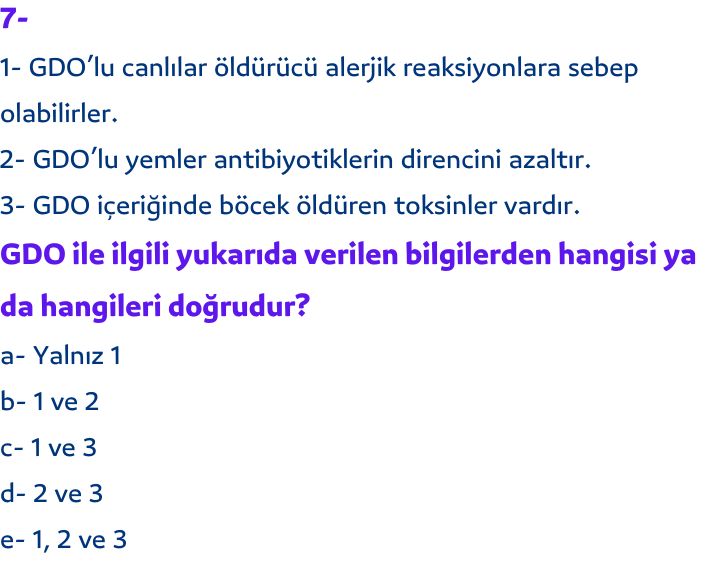 7-
1- GDO’lu canlılar öldürücü alerjik reaksiyonlara sebep
olabilirler.
2- GDO’lu yemler antibiyotiklerin direncini azaltır.
3- GDO içeriğinde böcek öldüren toksinler vardır.
GDO ile ilgili yukarıda verilen bilgilerden hangisi ya
da hangileri doğrudur?
a- Yalnız 1
b- 1 ve 2
c- 1 ve 3
d- 2 ve 3
e- 1, 2 ve 3